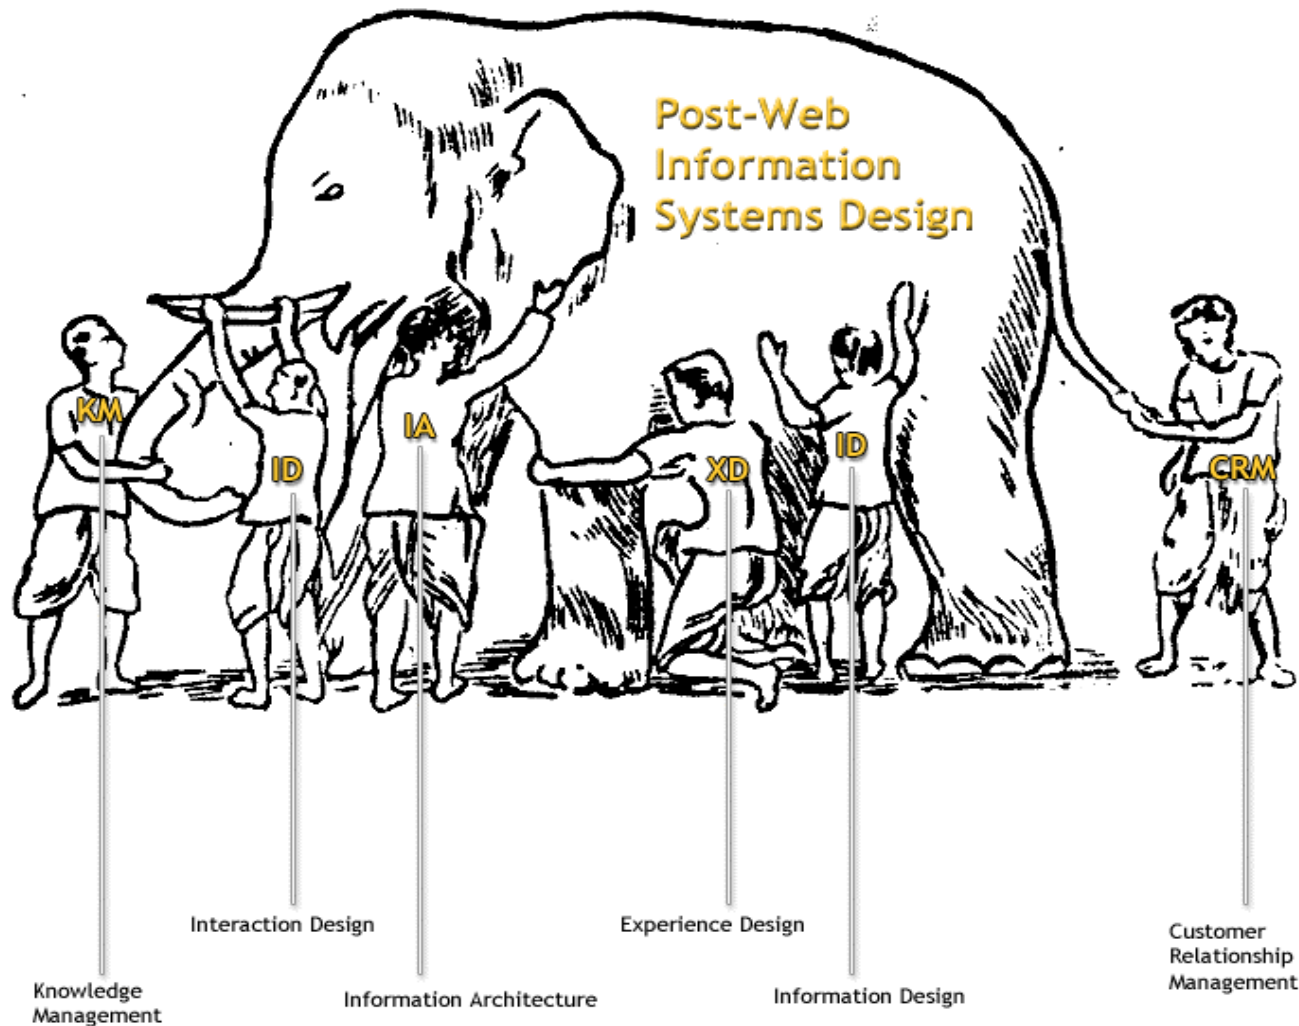 Post-Web
Information
Systems Design
KM
ID
IA
XD
ID
CRM
Interaction Design
Experience Design
Customer
Relationship
Management
Knowledge
Management
Information Architecture
Information Design